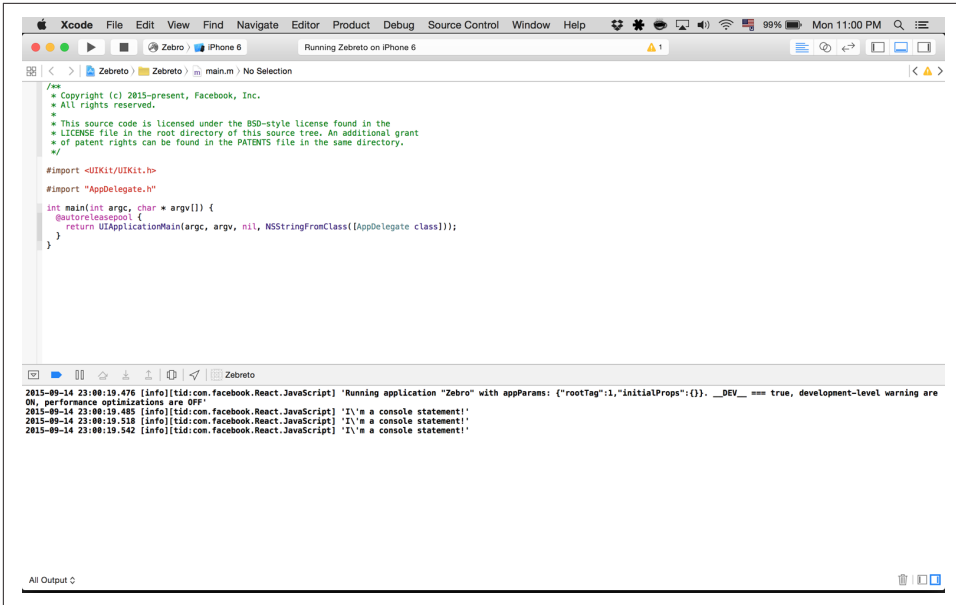 Xcode File Edit View Find Navigate Editor Product Debug Source Control Window Help 99% Mon 11:00 PM
Zebro iPhone 6 Running Zebreto on iPhone 6 1
Zebreto Zebreto m main.m No Selection
/**
* Copyright (c) 2015-present, Facebook, Inc.
* All rights reserved.
*
* This source code is licensed under the BSD-style license found in the
* LICENSE file in the root directory of this source tree. An additional grant
* of patent rights can be found in the PATENTS file in the same directory.
*/
#import <UIKit/UIKit.h>
#import "AppDelegate.h"
int main(int argc, char * argv[]) {
@autoreleasepool {
return UIApplicationMain(argc, argv, nil, NSStringFromClass([AppDelegate class]));
}
}
Zebreto
2015-09-14 23:00:19.476 [info][tid:com.facebook.React.JavaScript] 'Running application "Zebro" with appParams: {"rootTag":1,"initialProps":{}}. __DEV__ === true, development-level warning are
ON, performance optimizations are OFF'
2015-09-14 23:00:19.485 [info][tid:com.facebook.React.JavaScript] 'I\'m a console statement!'
2015-09-14 23:00:19.518 [info][tid:com.facebook.React.JavaScript] 'I\'m a console statement!'
2015-09-14 23:00:19.542 [info][tid:com.facebook.React.JavaScript] 'I\'m a console statement!'
All Output